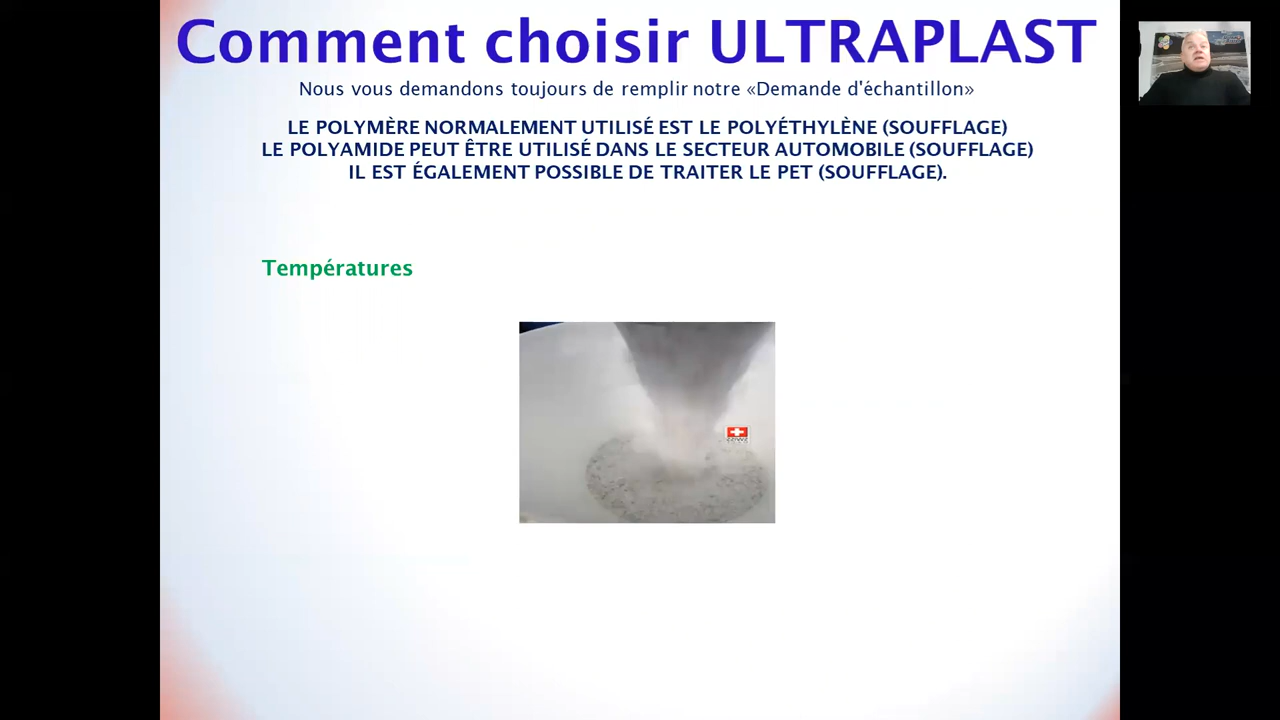 Comment choisir ULTRAPLAST
Nous vous demandons toujours de remplir notre «Demande d'échantillon»
LE POLYMÈRE NORMALEMENT UTILISÉ EST LE POLYÉTHYLÈNE (SOUFFLAGE)
LE POLYAMIDE PEUT ÊTRE UTILISÉ DANS LE SECTEUR AUTOMOBILE (SOUFFLAGE)
IL EST ÉGALEMENT POSSIBLE DE TRAITER LE PET (SOUFFLAGE).
Températures